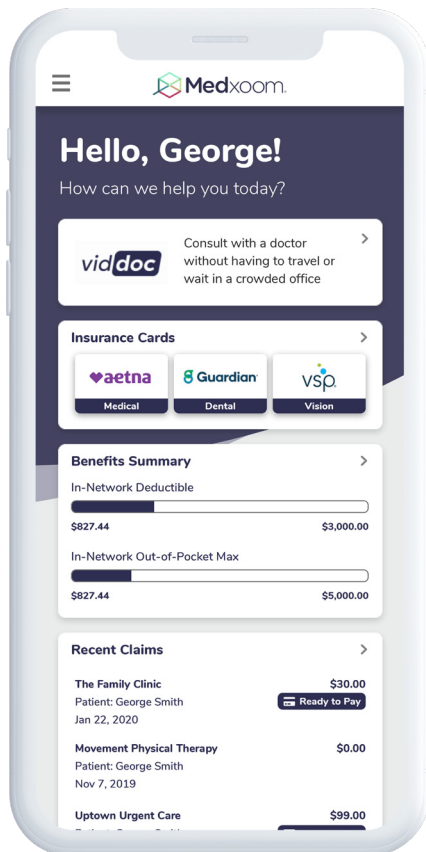 Medxoom.
Hello, George!
How can we help you today?
viddoc
Consult with a doctor
without having to travel or
wait in a crowded office
Insurance Cards
aetna
Guardian
vsp.
Medical
Dental
Vision
Benefits Summary
In-Network Deductible
$827.44
$3,000.00
In-Network Out-of-Pocket Max
$827.44
$5,000.00
Recent Claims
The Family Clinic
$30.00
Patient: George Smith
Ready to Pay
Jan 22, 2020
Movement Physical Therapy
$0.00
Patient: George Smith
Nov 7, 2019
Uptown Urgent Care
$99.00